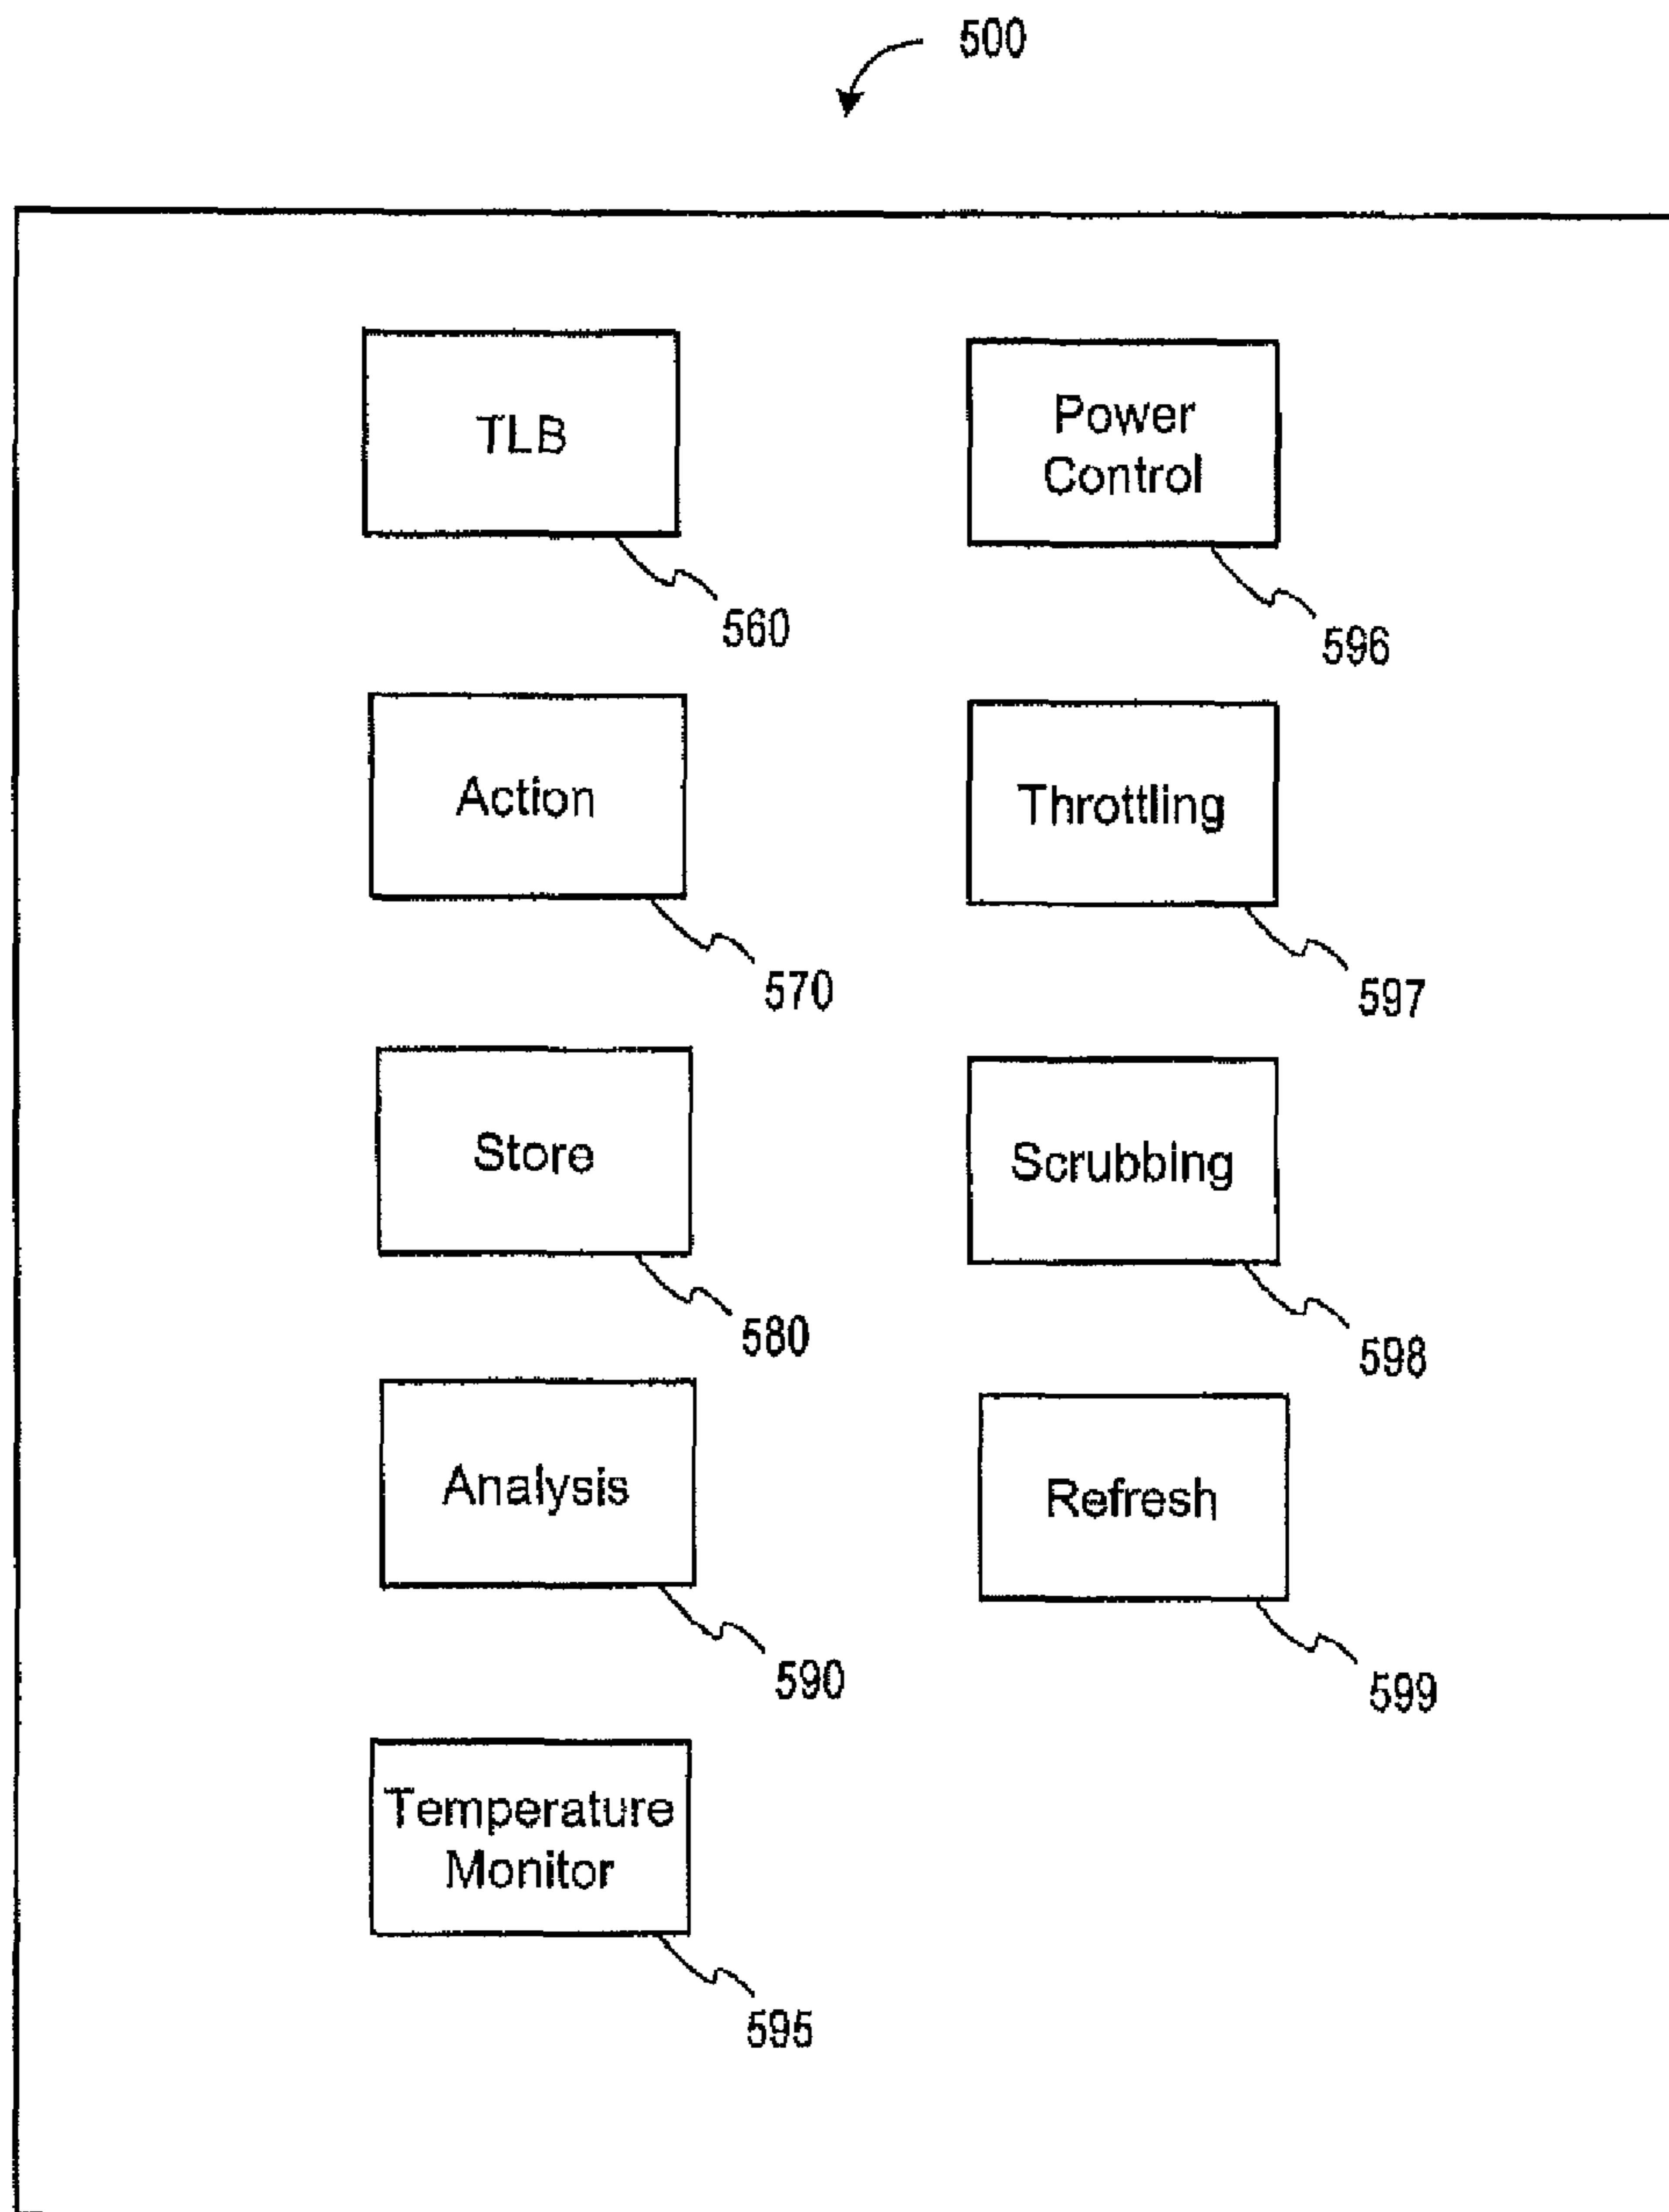 500
TLB
560
Power
Control
596
Action
570
Throttling
597
Store
580
Scrubbing
598
Analysis
590
Refresh
599
Temperature
Monitor
595